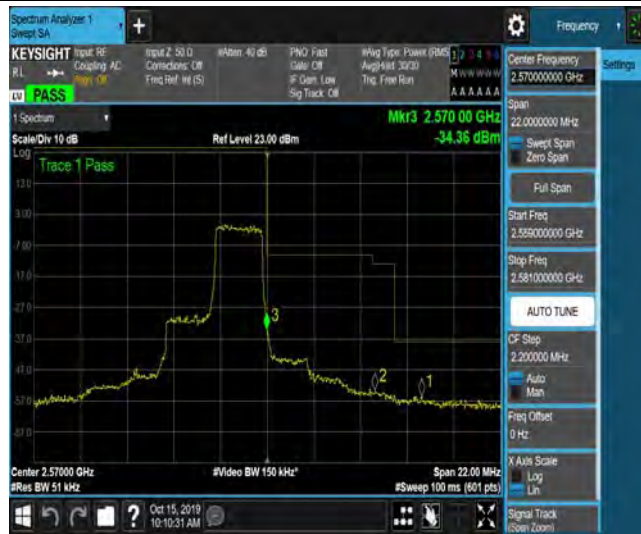 Spectrum Analyzer 1
Swept SA
+
Frequency
KEYSIGHT
Input: RF
Coupling: AC
Align: Off
Input Z: 50 Ω
Corrections: Off
Freq Ref: Int (S)
#Atten: 40 dB
PNO: Fast
Gate: Off
IF Gain: Low
Sig Track: Off
#Avg Type: Power (RMS
Avg|Hold: 30/30
Trig: Free Run
1 2 3 4 5 6
M W W W W W
A A A A A A
RL
LV
PASS
1 Spectrum
Scale/Div 10 dB
Ref Level 23.00 dBm
Mkr3 2.570 00 GHz
-34.36 dBm
Log
Trace 1 Pass
13.0
3.00
-7.00
-17.0
-27.0
-37.0
-47.0
-57.0
-67.0
3
2
1
Center 2.57000 GHz
#Res BW 51 kHz
#Video BW 150 kHz*
Span 22.00 MHz
#Sweep 100 ms (601 pts)
Center Frequency
2.570000000 GHz
Settings
Span
22.0000000 MHz
Swept Span
Zero Span
Full Span
Start Freq
2.559000000 GHz
Stop Freq
2.581000000 GHz
AUTO TUNE
CF Step
2.200000 MHz
Auto
Man
Freq Offset
0 Hz
X Axis Scale
Log
Lin
Signal Track
(Span Zoom)
?
Oct 15, 2019
10:10:31 AM